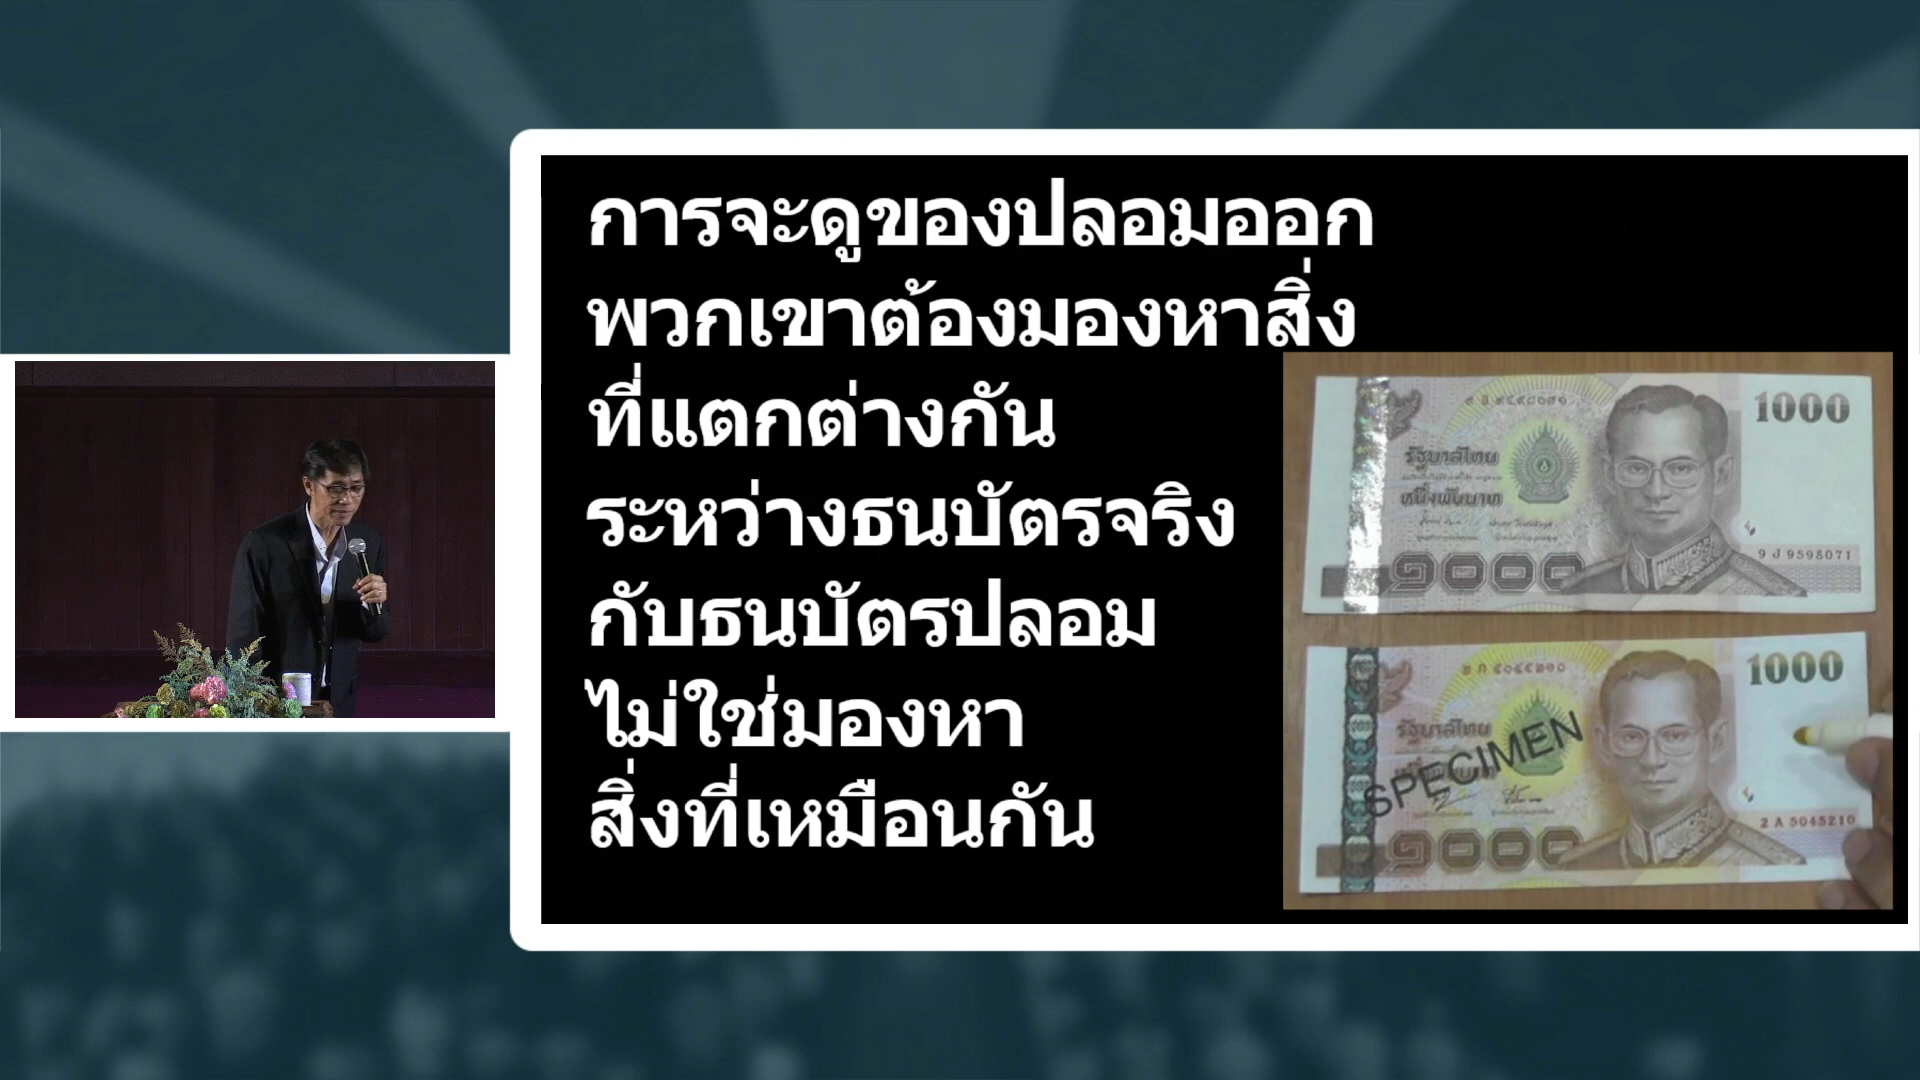 การจะดูของปลอมออก
พวกเขาต้องมองหาสิ่ง
ที่แตกต่างกัน
ระหว่างธนบัตรจริง
กับธนบัตรปลอม
ไม่ใช่มองหา
สิ่งที่เหมือนกัน
1000
รัฐบาลไทย
หนึ่งพันบาท
9 J 9598071
๑๐๐๐
1000
รัฐบาลไทย
SPECIMEN
2 A 5045210
๑๐๐๐